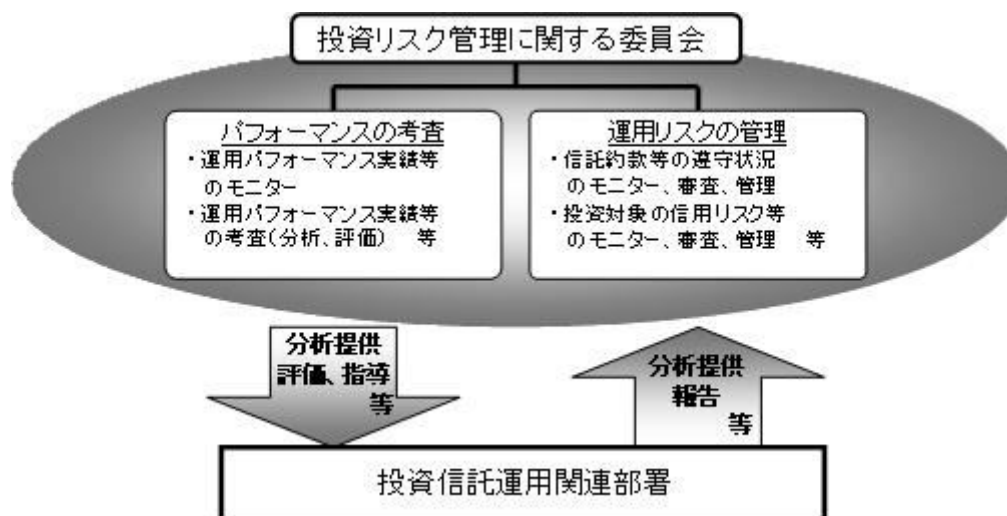 投資リスク管理に関する委員会
パフォーマンスの考査
・運用パフォーマンス実績等
のモニター
・運用パフォーマンス実績等
の考査(分析、評価) 等
運用リスクの管理
・信託約款等の遵守状況
のモニター、審査、管理
・投資対象の信用リスク等
のモニター、審査、管理 等
分析提供
評価、指導
等
分析提供
報告
等
投資信託運用関連部署